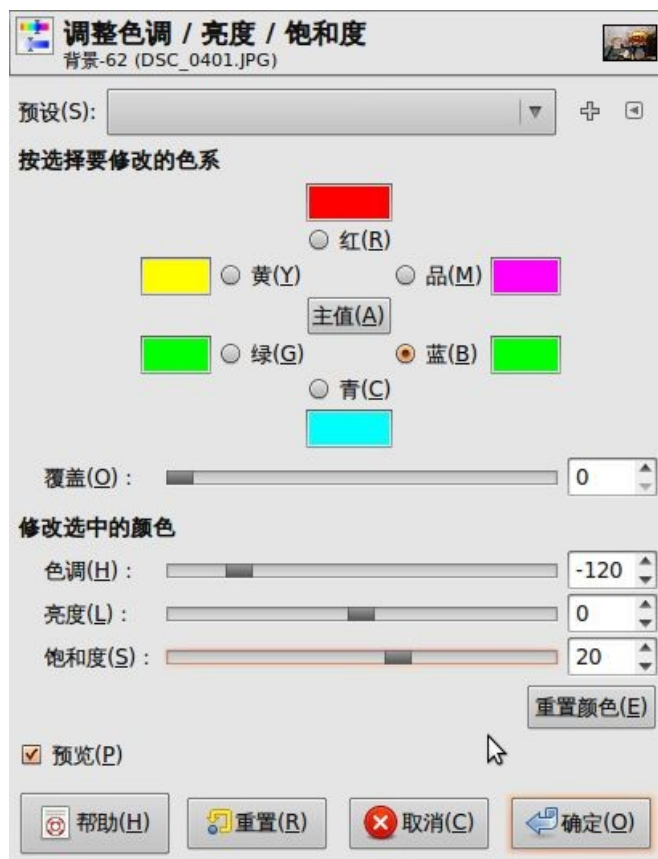 调整色调 / 亮度 / 饱和度
背景-62 (DSC_0401.JPG)
预设(S):
按选择要修改的色系
红(R)
黄(Y) 品(M)
主值(A)
绿(G) 蓝(B)
青(C)
覆盖(O) : 0
修改选中的颜色
色调(H) : -120
亮度(L) : 0
饱和度(S) : 20
重置颜色(E)
预览(P)
帮助(H) 重置(R) 取消(C) 确定(O)